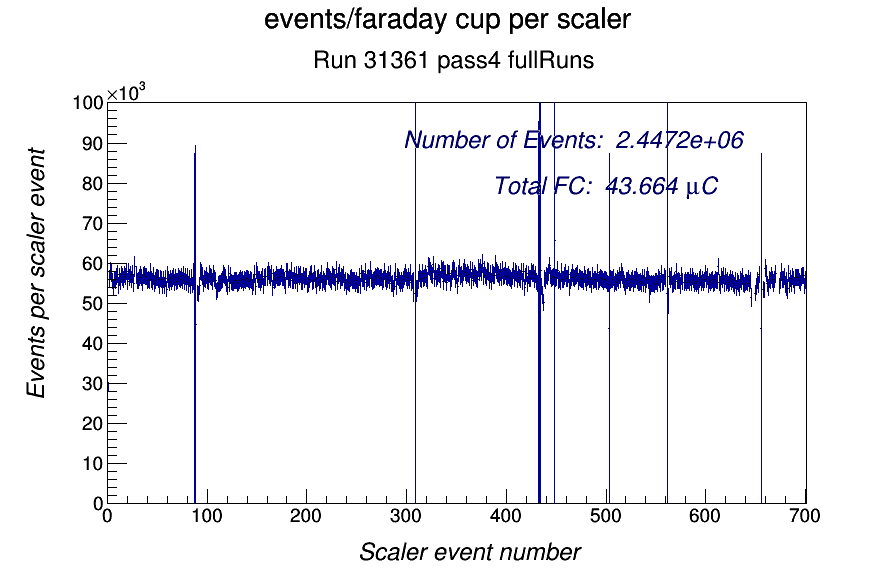 events/faraday cup per scaler
Run 31361 pass4 fullRuns
×10³
100
90
80
70
60
50
40
30
20
10
0
Events per scaler event
Number of Events: 2.4472e+06
Total FC: 43.664 μC
0 100 200 300 400 500 600 700
Scaler event number